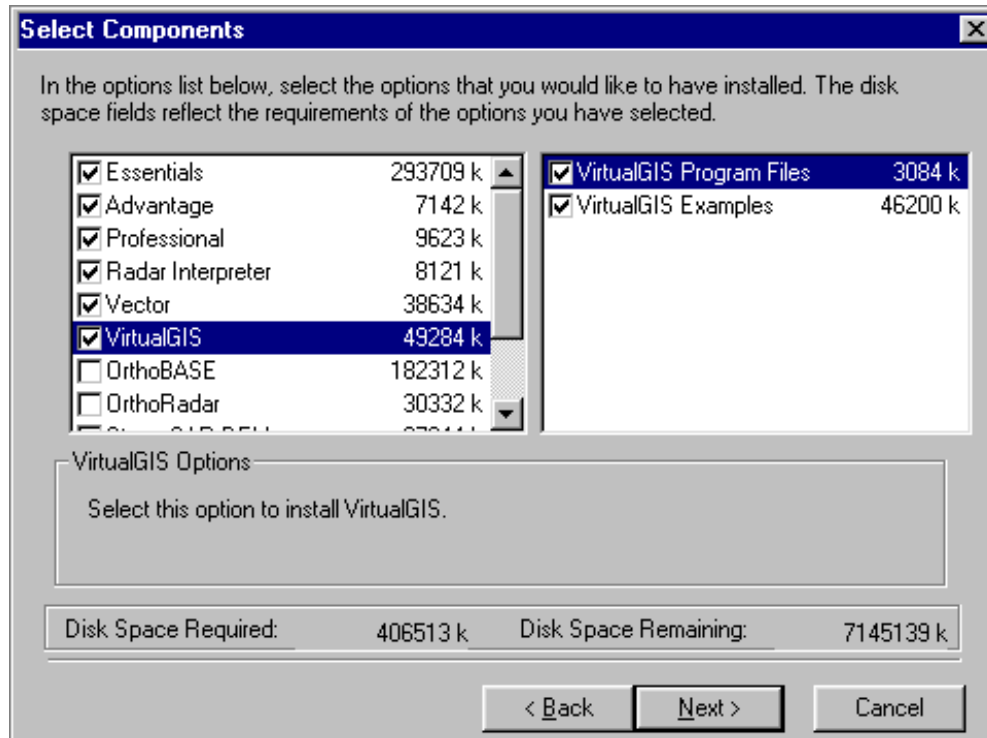 Select Components
In the options list below, select the options that you would like to have installed. The disk
space fields reflect the requirements of the options you have selected.
Essentials 293709 k
Advantage 7142 k
Professional 9623 k
Radar Interpreter 8121 k
Vector 38634 k
VirtualGIS 49284 k
OrthoBASE 182312 k
OrthoRadar 30332 k
VirtualGIS Program Files 3084 k
VirtualGIS Examples 46200 k
VirtualGIS Options
Select this option to install VirtualGIS.
Disk Space Required: 406513 k Disk Space Remaining: 7145139 k
< Back Next > Cancel